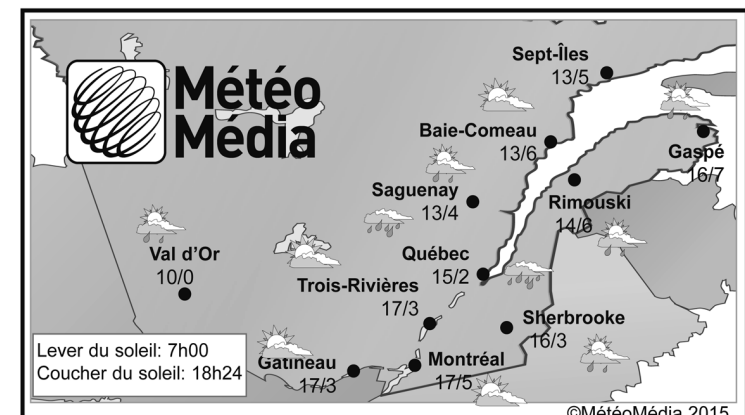 Météo
Média
Sept-Îles
13/5
Baie-Comeau
13/6
Gaspé
16/7
Saguenay
13/4
Rimouski
14/6
Val d'Or
10/0
Québec
15/2
Trois-Rivières
17/3
Sherbrooke
16/3
Lever du soleil: 7h00
Coucher du soleil: 18h24
Gatineau
17/3
Montréal
17/5
©MétéoMédia 2015